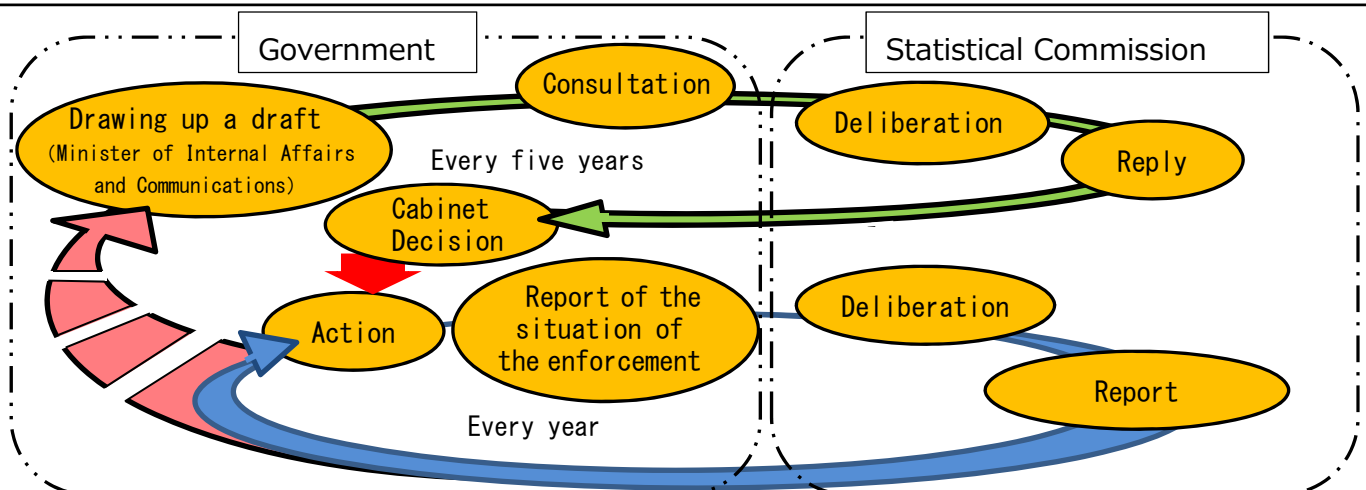 Government
Statistical Commission
Drawing up a draft
(Minister of Internal Affairs
and Communications)
Consultation
Deliberation
Reply
Every five years
Cabinet
Decision
Action
Report of the
situation of
the enforcement
Deliberation
Report
Every year